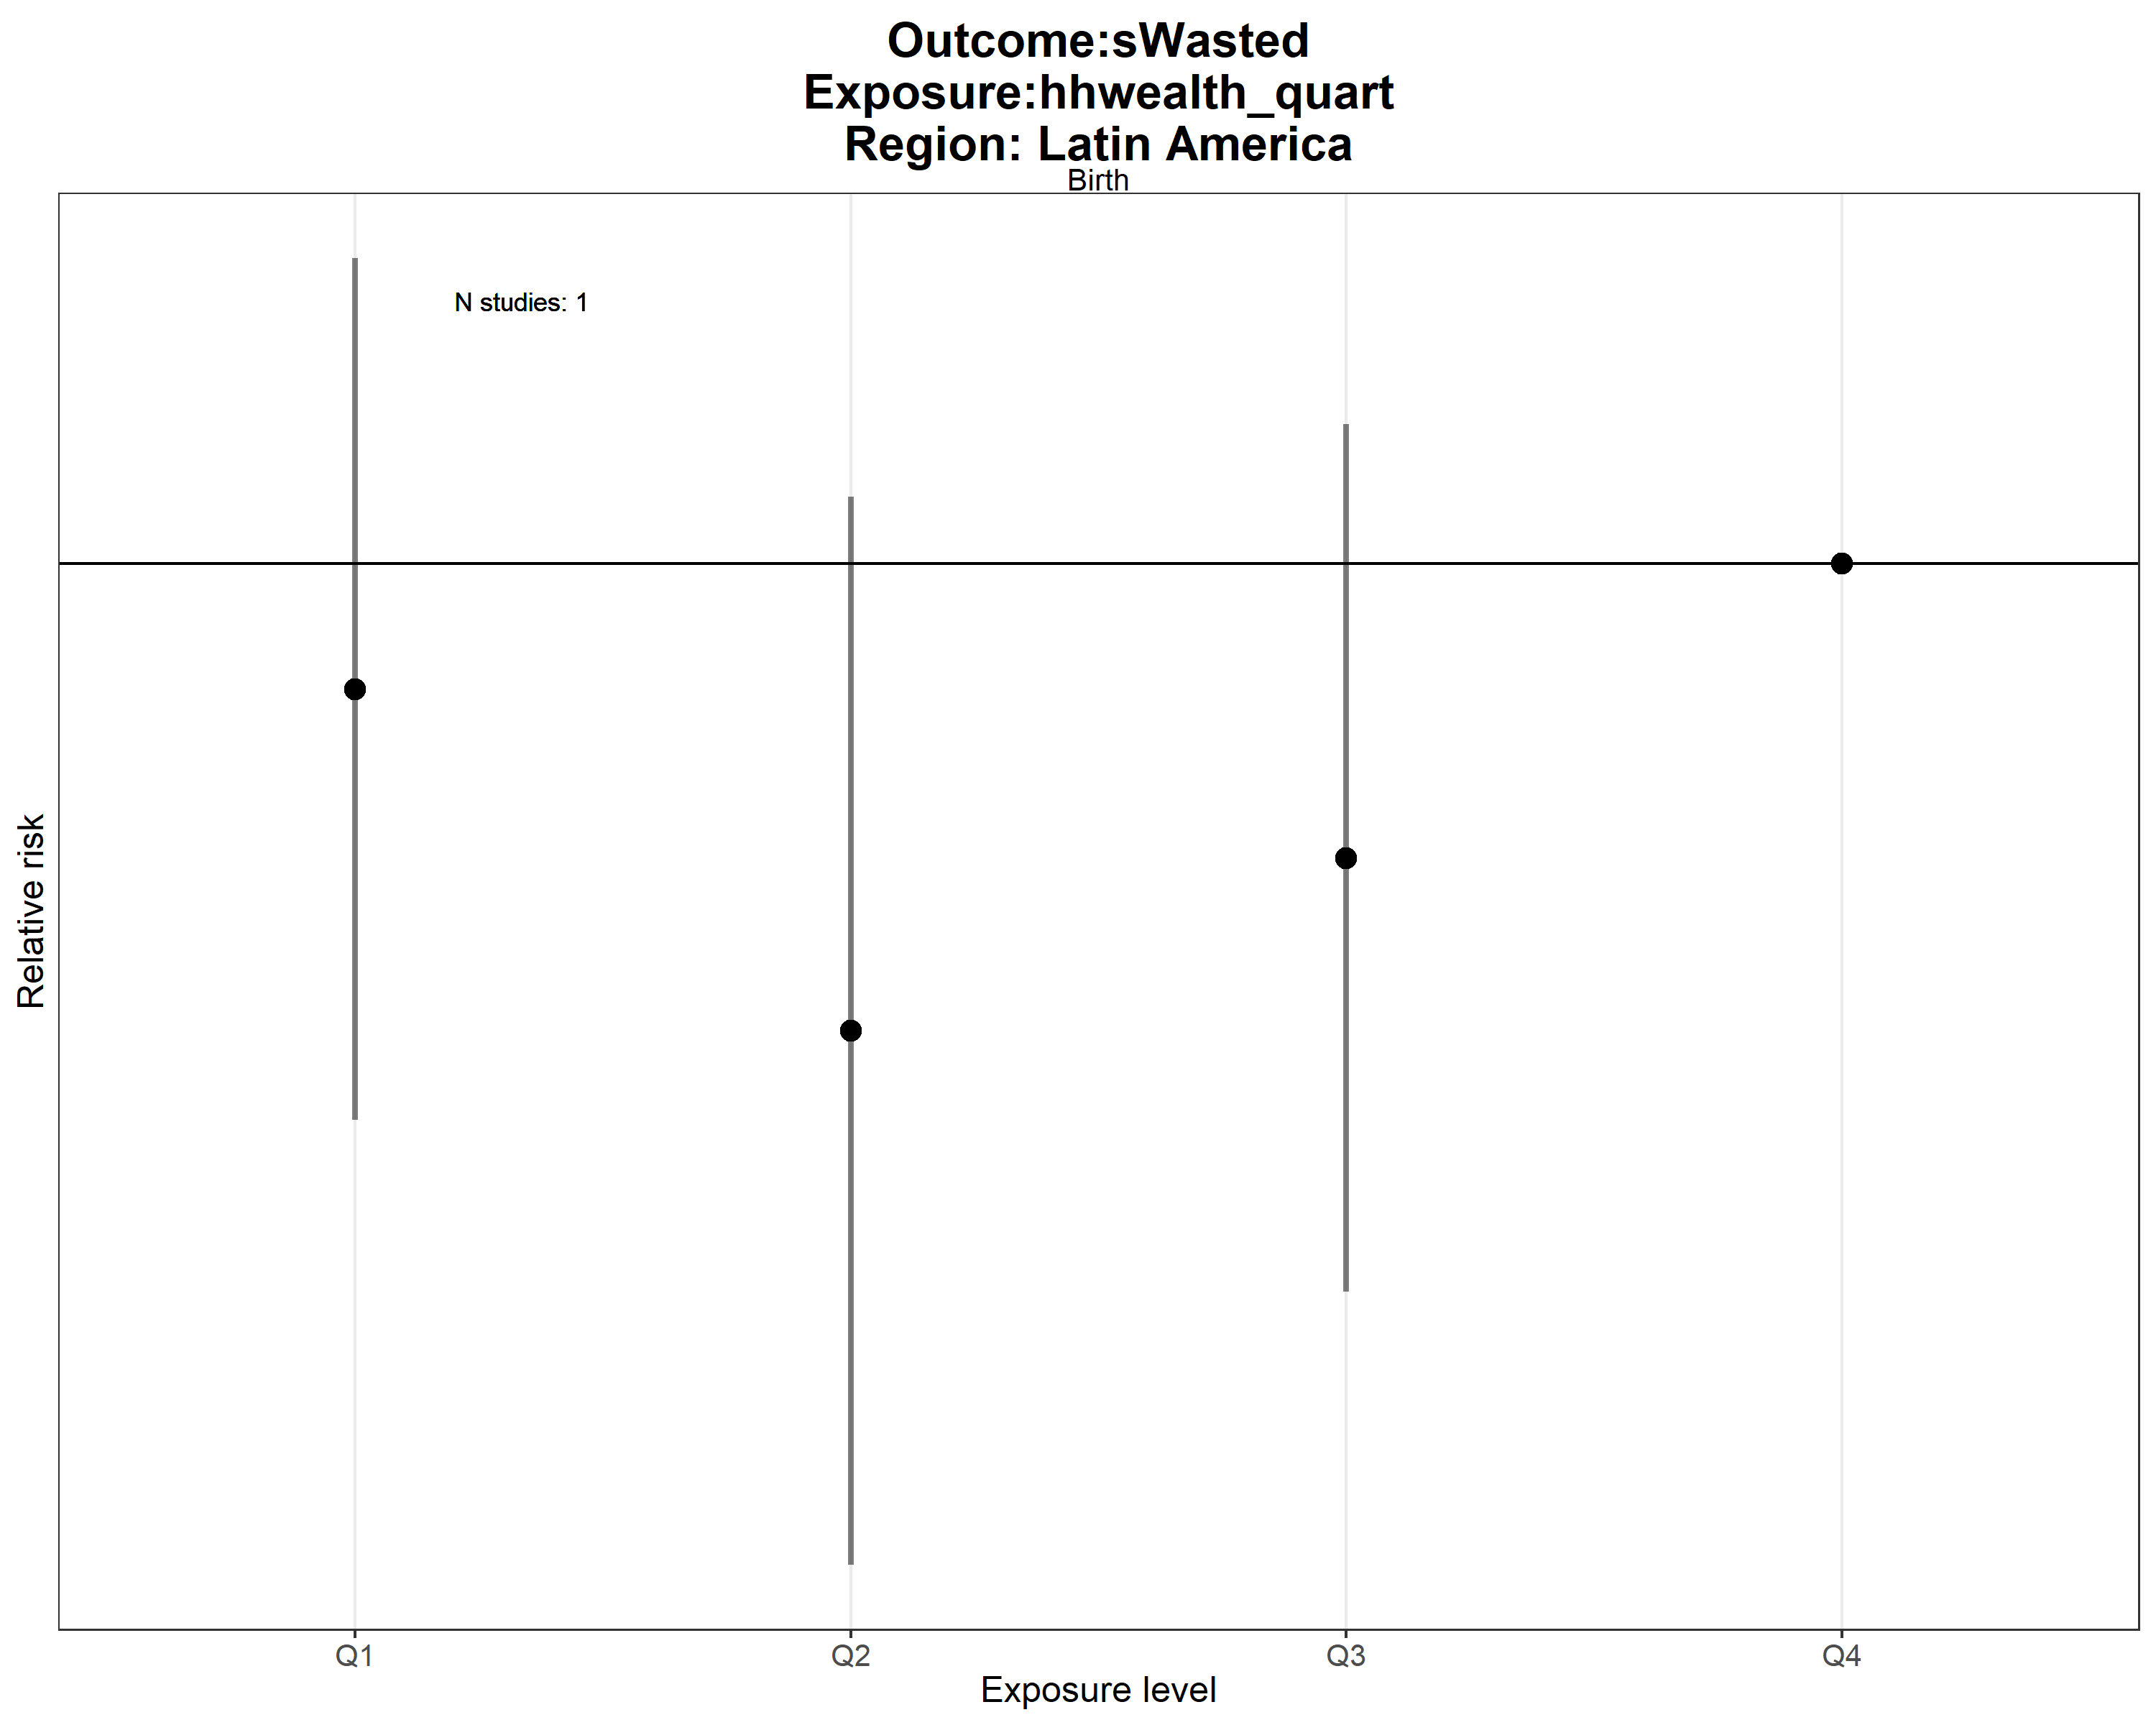 Outcome:sWasted
Exposure:hhwealth_quart
Region: Latin America
Birth
N studies: 1
Relative risk
Q1 Q2 Q3 Q4
Exposure level